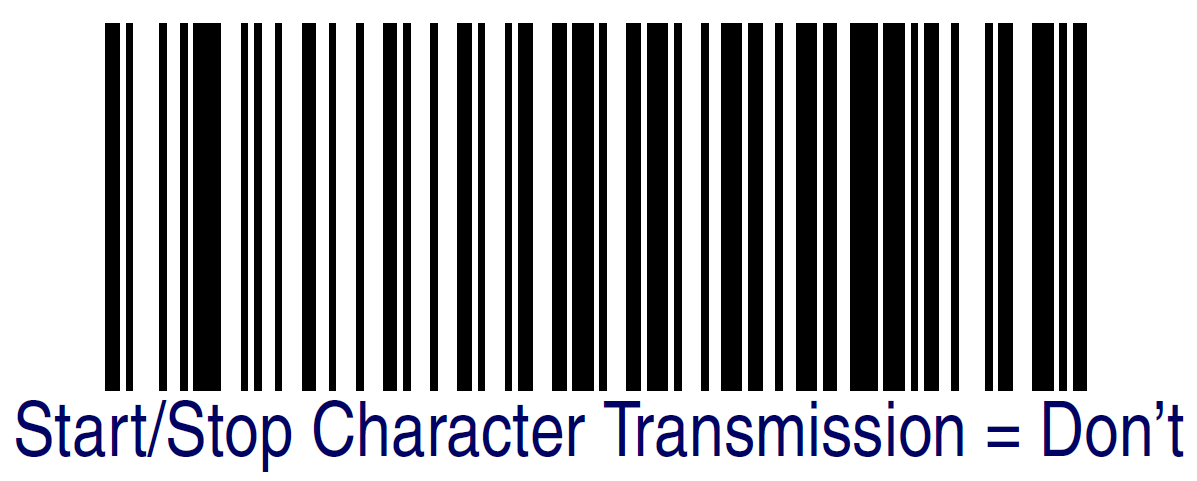 Start/Stop Character Transmission = Don’t